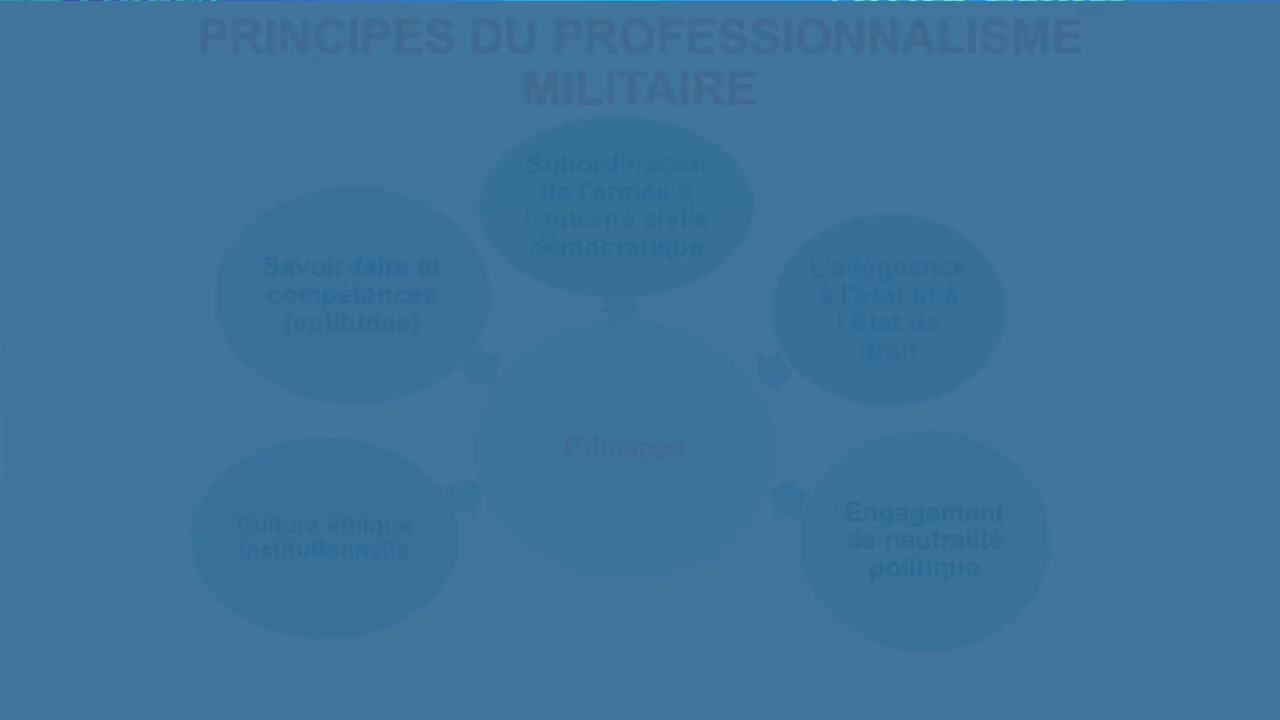 PRINCIPES DU PROFESSIONNALISME
MILITAIRE
Subordination
de l'armée à
l'autorité civile
démocratique
Savoir-faire et
compétences
(aptitudes)
L'allégeance
à l'État et à
l'État de
droit
Principes
Culture éthique
institutionnelle
Engagement
de neutralité
politique